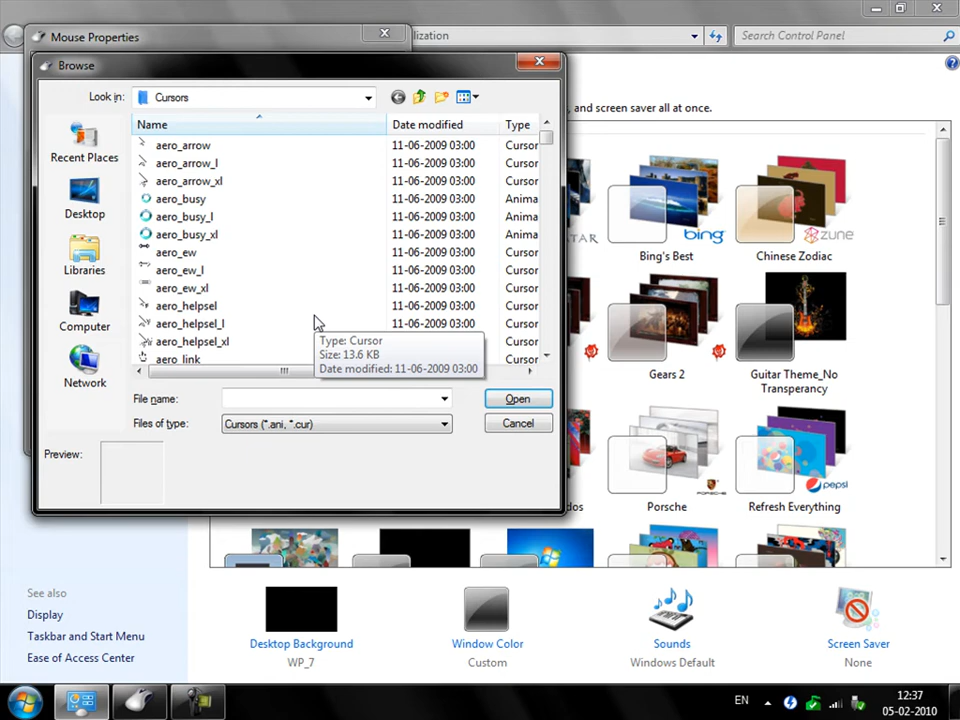 Mouse Properties
lization
Search Control Panel
Browse
Look in:
Cursors
, and screen saver all at once.
Name
Date modified
Type
aero_arrow 11-06-2009 03:00 Cursor
aero_arrow_l 11-06-2009 03:00 Cursor
aero_arrow_xl 11-06-2009 03:00 Cursor
aero_busy 11-06-2009 03:00 Anima
aero_busy_l 11-06-2009 03:00 Anima
aero_busy_xl 11-06-2009 03:00 Anima
aero_ew 11-06-2009 03:00 Cursor
aero_ew_l 11-06-2009 03:00 Cursor
aero_ew_xl 11-06-2009 03:00 Cursor
aero_helpsel 11-06-2009 03:00 Cursor
aero_helpsel_l 11-06-2009 03:00 Cursor
aero_helpsel_xl Cursor
aero_link Cursor
Type: Cursor
Size: 13.6 KB
Date modified: 11-06-2009 03:00
Recent Places
Desktop
Libraries
Computer
Network
File name:
Open
Files of type:
Cursors (*.ani, *.cur)
Cancel
Preview:
ATAR
bing
zune
Bing's Best
Chinese Zodiac
Gears 2
Guitar Theme_No
Transperancy
PORSCHE
pepsi
dos
Porsche
Refresh Everything
See also
Display
Taskbar and Start Menu
Ease of Access Center
Desktop Background
WP_7
Window Color
Custom
Sounds
Windows Default
Screen Saver
None
EN
12:37
05-02-2010